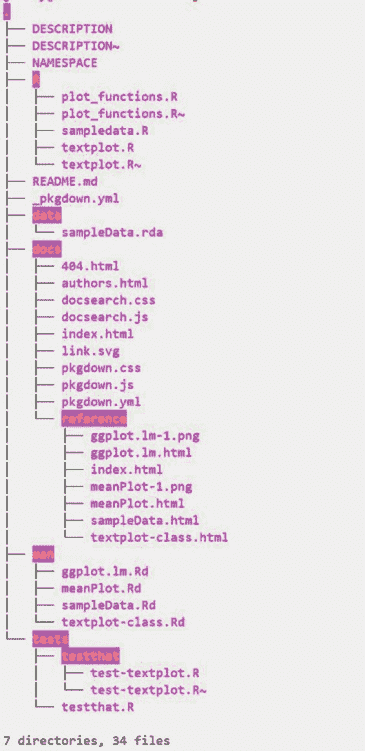 .
├── DESCRIPTION
├── DESCRIPTION~
├── NAMESPACE
├── R
│   ├── plot_functions.R
│   ├── plot_functions.R~
│   ├── sampledata.R
│   ├── textplot.R
│   └── textplot.R~
├── README.md
├── _pkgdown.yml
├── data
│   └── sampleData.rda
├── docs
│   ├── 404.html
│   ├── authors.html
│   ├── docsearch.css
│   ├── docsearch.js
│   ├── index.html
│   ├── link.svg
│   ├── pkgdown.css
│   ├── pkgdown.js
│   ├── pkgdown.yml
│   └── reference
│       ├── ggplot.lm-1.png
│       ├── ggplot.lm.html
│       ├── index.html
│       ├── meanPlot-1.png
│       ├── meanPlot.html
│       ├── sampleData.html
│       └── textplot-class.html
├── man
│   ├── ggplot.lm.Rd
│   ├── meanPlot.Rd
│   ├── sampleData.Rd
│   └── textplot-class.Rd
└── tests
    ├── testthat
    │   ├── test-textplot.R
    │   └── test-textplot.R~
    └── testthat.R
7 directories, 34 files